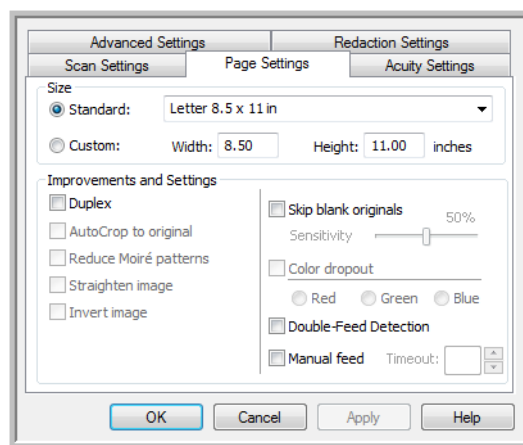 Advanced Settings Redaction Settings
Scan Settings Page Settings Acuity Settings
Size
Standard: Letter 8.5 x 11 in
Custom: Width: 8.50 Height: 11.00 inches
Improvements and Settings
Duplex
AutoCrop to original
Reduce Moiré patterns
Straighten image
Invert image
Skip blank originals 50%
Sensitivity
Color dropout
Red Green Blue
Double-Feed Detection
Manual feed Timeout:
OK Cancel Apply Help